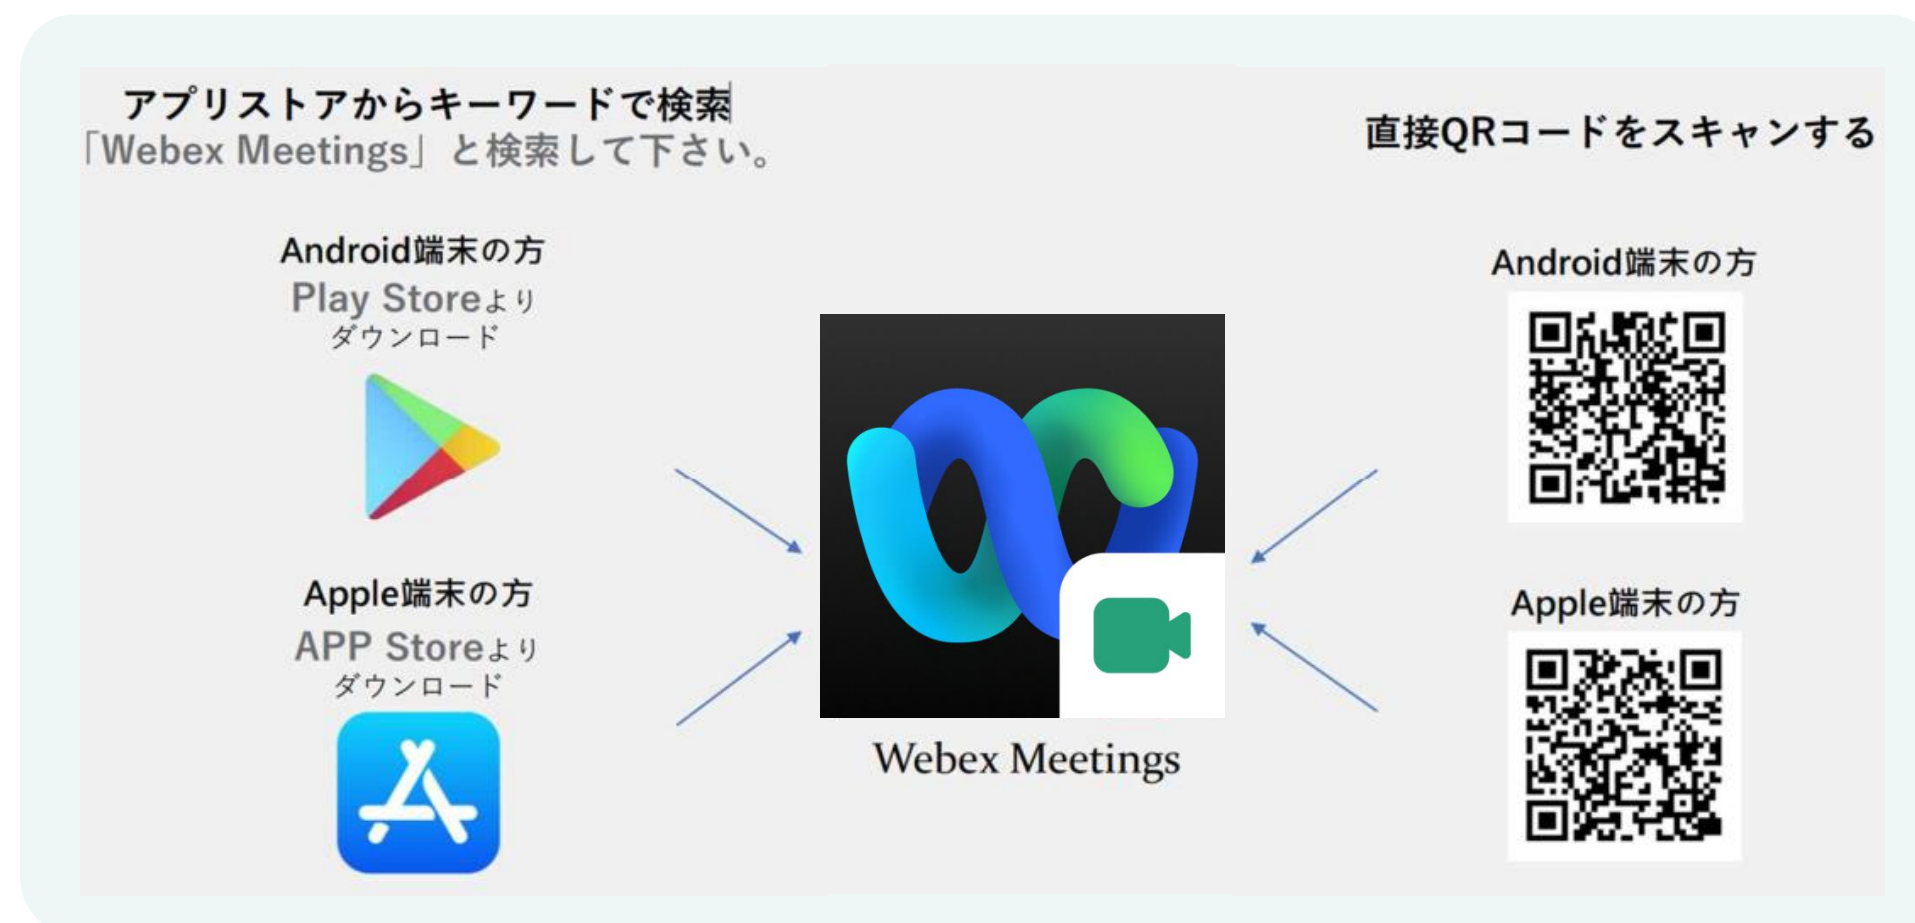 アプリストアからキーワードで検索
「Webex Meetings」と検索して下さい。
Android端末の方
Play Storeより
ダウンロード
Apple端末の方
APP Storeより
ダウンロード
Webex Meetings
直接QRコードをスキャンする
Android端末の方
Apple端末の方